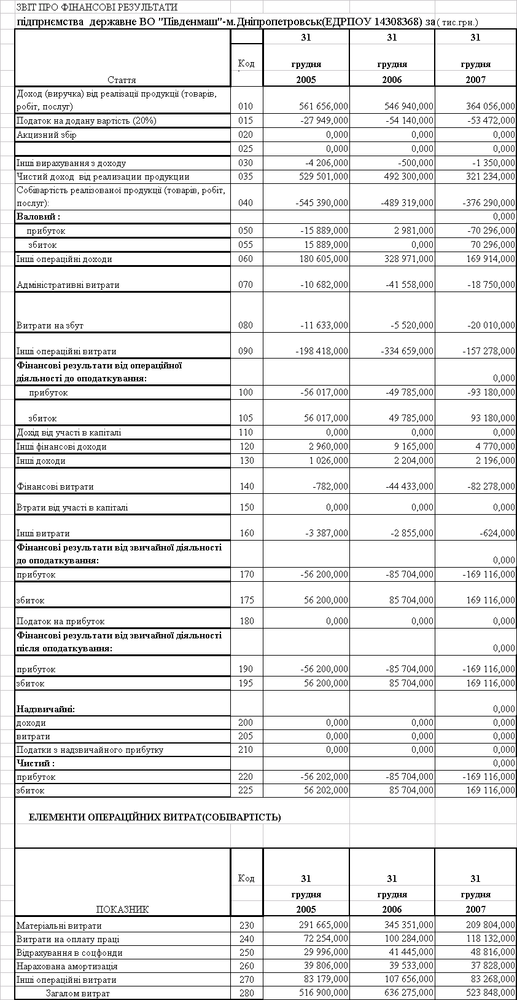 ЗВІТ ПРО ФІНАНСОВІ РЕЗУЛЬТАТИ
підприємства державне ВО "Південмаш"-м.Дніпропетровськ(ЕДРПОУ 14308368) за ( тис.грн.)
31 31 31
Код грудня грудня грудня
Стаття 2005 2006 2007
Доход (виручка) від реалізації продукції (товарів,
робіт, послуг) 010 561 656,000 546 940,000 364 056,000
Податок на додану вартість (20%) 015 -27 949,000 -54 140,000 -53 472,000
Акцизний збір 020 0,000 0,000 0,000
025 0,000 0,000 0,000
Інші вирахування з доходу 030 -4 206,000 -500,000 -1 350,000
Чистий доход від реализации продукции 035 529 501,000 492 300,000 321 234,000
Собівартість реалізованої продукції (товарів, робіт,
послуг): 040 -545 390,000 -489 319,000 -376 290,000
Валовий : 0,000
прибуток 050 -15 889,000 2 981,000 -70 296,000
збиток 055 15 889,000 0,000 70 296,000
Інші операційні доходи 060 180 605,000 328 971,000 169 914,000
Адміністративні витрати 070 -10 682,000 -41 558,000 -18 750,000
Витрати на збут 080 -11 633,000 -5 520,000 -20 010,000
Інші операційні витрати 090 -198 418,000 -334 659,000 -157 278,000
Фінансові результати від операційної
діяльності до оподаткування: 0,000
прибуток 100 -56 017,000 -49 785,000 -93 180,000
збиток 105 56 017,000 49 785,000 93 180,000
Дохід від участі в капіталі 110 0,000 0,000 0,000
Інші фінансові доходи 120 2 960,000 9 165,000 4 770,000
Інші доходи 130 1 026,000 2 204,000 2 196,000
Фінансові витрати 140 -782,000 -44 433,000 -82 278,000
Втрати від участі в капіталі 150 0,000 0,000 0,000
Інші витрати 160 -3 387,000 -2 855,000 -624,000
Фінансові результати від звичайної діяльності
до оподаткування: 0,000
прибуток 170 -56 200,000 -85 704,000 -169 116,000
збиток 175 56 200,000 85 704,000 169 116,000
Податок на прибуток 180 0,000 0,000 0,000
Фінансові результати від звичайної діяльності
після оподаткування: 0,000
прибуток 190 -56 200,000 -85 704,000 -169 116,000
збиток 195 56 200,000 85 704,000 169 116,000
Надзвичайні: 0,000
доходи 200 0,000 0,000 0,000
витрати 205 0,000 0,000 0,000
Податки з надзвичайного прибутку 210 0,000 0,000 0,000
Чистий : 0,000
прибуток 220 -56 202,000 -85 704,000 -169 116,000
збиток 225 56 202,000 85 704,000 169 116,000
ЕЛЕМЕНТИ ОПЕРАЦІЙНИХ ВИТРАТ(СОБІВАРТІСТЬ)
Код 31 31 31
грудня грудня грудня
ПОКАЗНИК 2005 2006 2007
Матеріальні витрати 230 291 665,000 345 351,000 209 804,000
Витрати на оплату праці 240 72 254,000 100 284,000 118 132,000
Відрахування в соцфонди 250 29 996,000 41 445,000 48 816,000
Нарахована амортизація 260 39 806,000 39 533,000 37 828,000
Інші операційні витрати 270 83 179,000 107 656,000 83 268,000
Загалом витрат 280 516 900,000 636 275,000 523 848,000